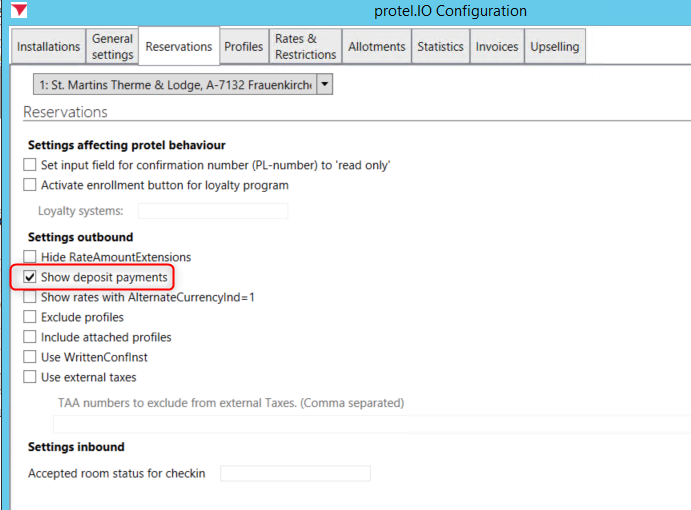 protel.IO Configuration
Installations
General
settings
Reservations
Profiles
Rates &
Restrictions
Allotments
Statistics
Invoices
Upselling
1: St. Martins Therme & Lodge, A-7132 Frauenkirche
Reservations
Settings affecting protel behaviour
Set input field for confirmation number (PL-number) to 'read only'
Activate enrollment button for loyalty program
Loyalty systems:
Settings outbound
Hide RateAmountExtensions
Show deposit payments
Show rates with AlternateCurrencyInd=1
Exclude profiles
Include attached profiles
Use WrittenConfInst
Use external taxes
TAA numbers to exclude from external Taxes. (Comma separated)
Settings inbound
Accepted room status for checkin